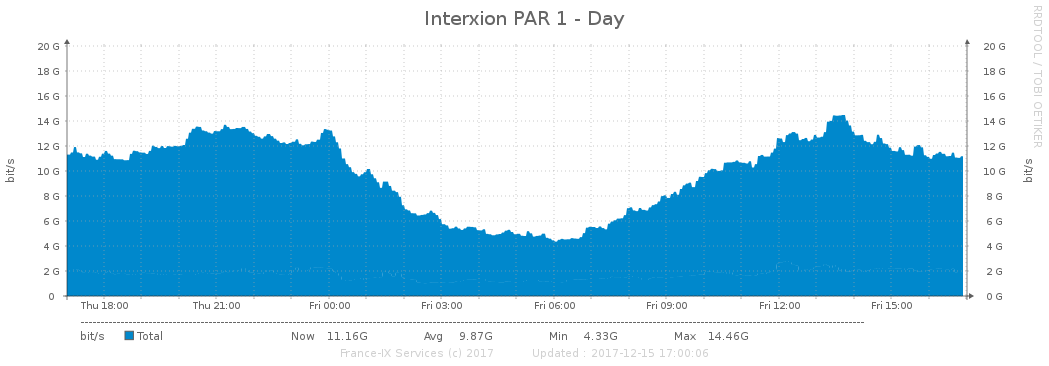 Interxion PAR 1 - Day
RRDTOOL / TOBI OETIKER
20 G 20 G
18 G 18 G
16 G 16 G
14 G 14 G
12 G 12 G
10 G 10 G
8 G 8 G
6 G 6 G
4 G 4 G
2 G 2 G
0 0 G
bit/s
bit/s
Thu 18:00 Thu 21:00 Fri 00:00 Fri 03:00 Fri 06:00 Fri 09:00 Fri 12:00 Fri 15:00
bit/s Total Now 11.16G Avg 9.87G Min 4.33G Max 14.46G
France-IX Services (c) 2017 Updated : 2017-12-15 17:00:06